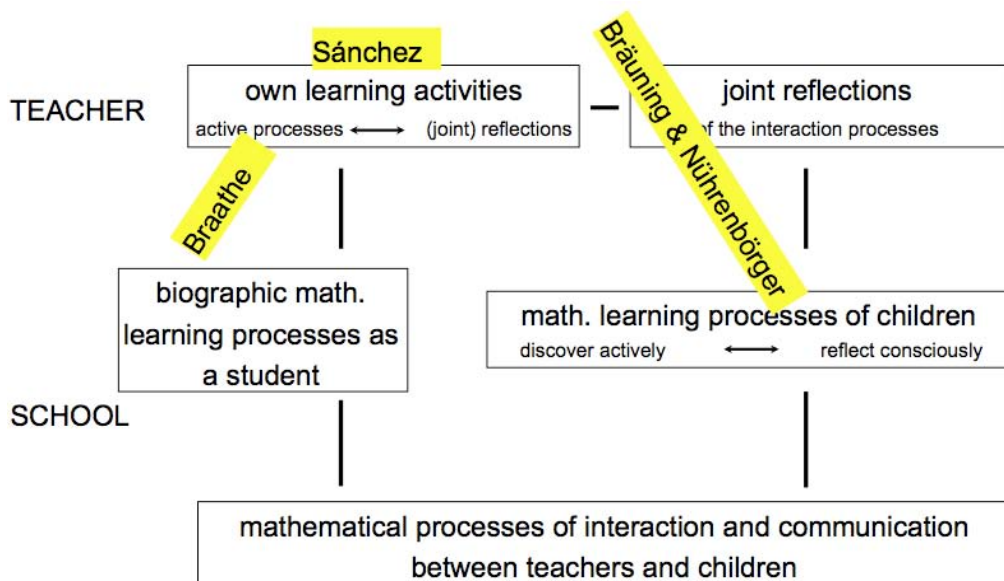 Sánchez
Bräuning & Nührenbörger
TEACHER
own learning activities
active processes (joint) reflections
joint reflections
of the interaction processes
Braathe
biographic math.
learning processes as
a student
math. learning processes of children
discover actively reflect consciously
SCHOOL
mathematical processes of interaction and communication
between teachers and children